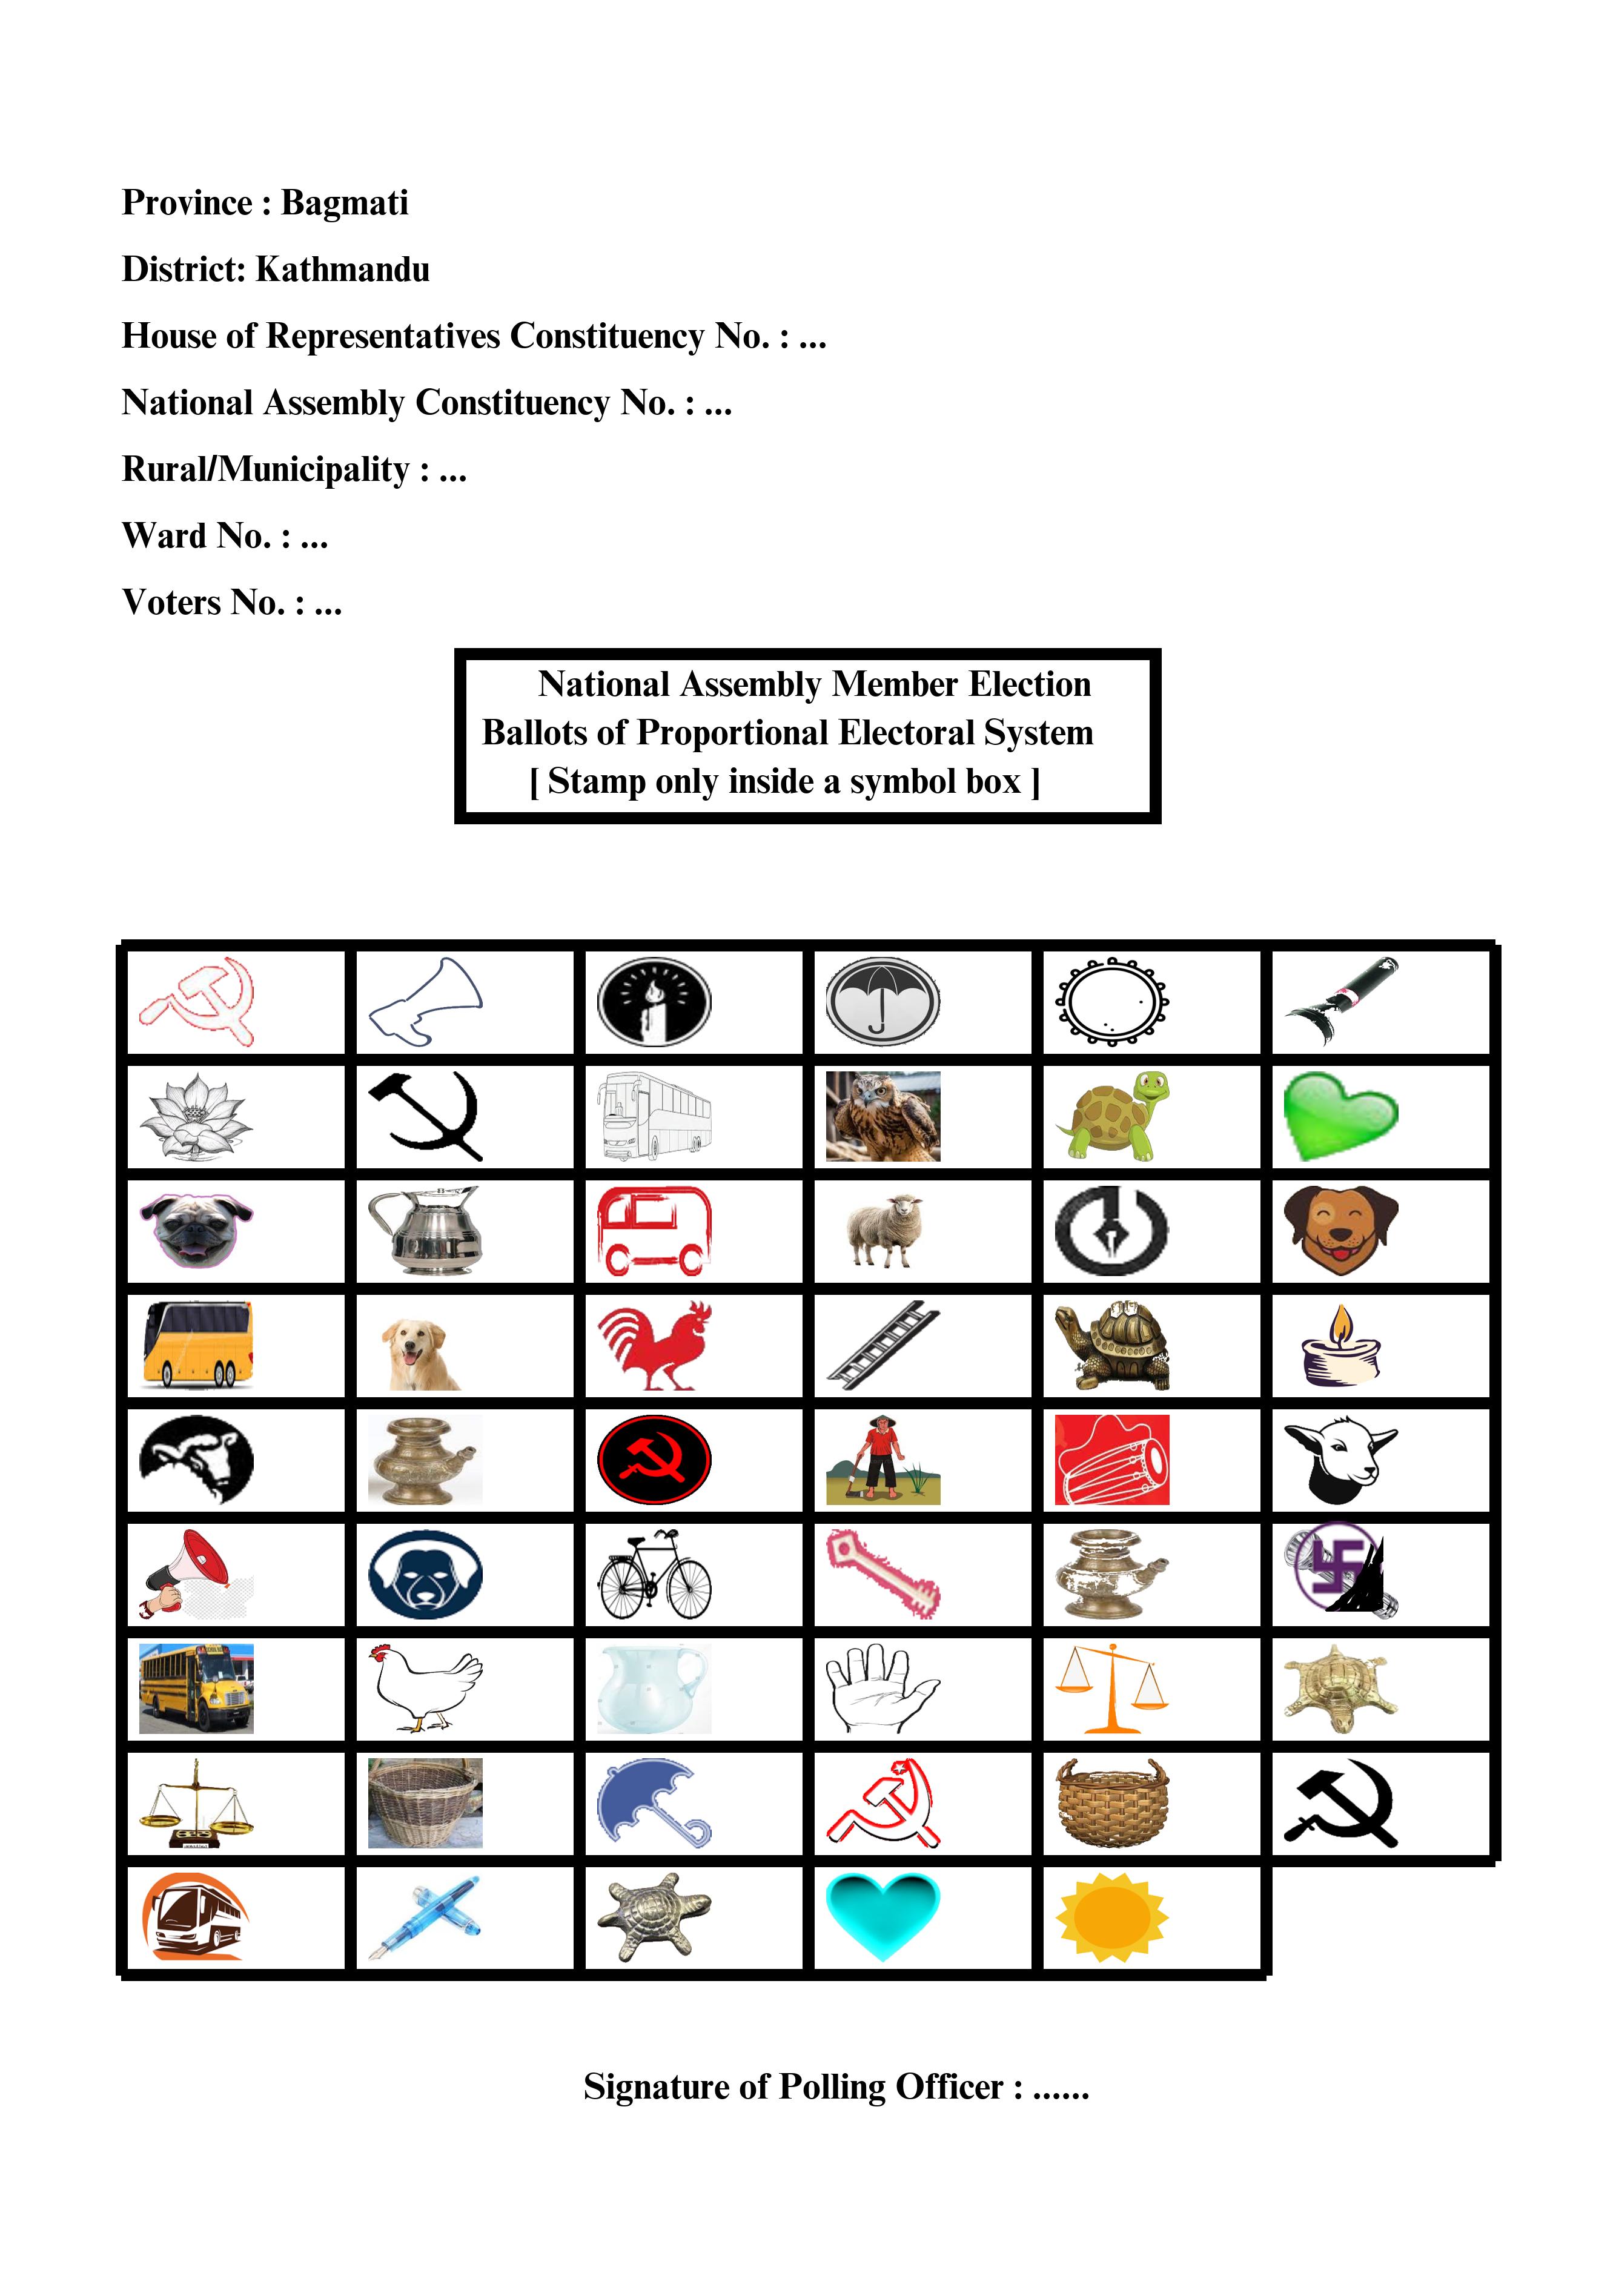 Province : Bagmati
District: Kathmandu
House of Representatives Constituency No. : ...
National Assembly Constituency No. : ...
Rural/Municipality : ...
Ward No. : ...
Voters No. : ...
National Assembly Member Election
Ballots of Proportional Electoral System
[ Stamp only inside a symbol box ]
Signature of Polling Officer : ......